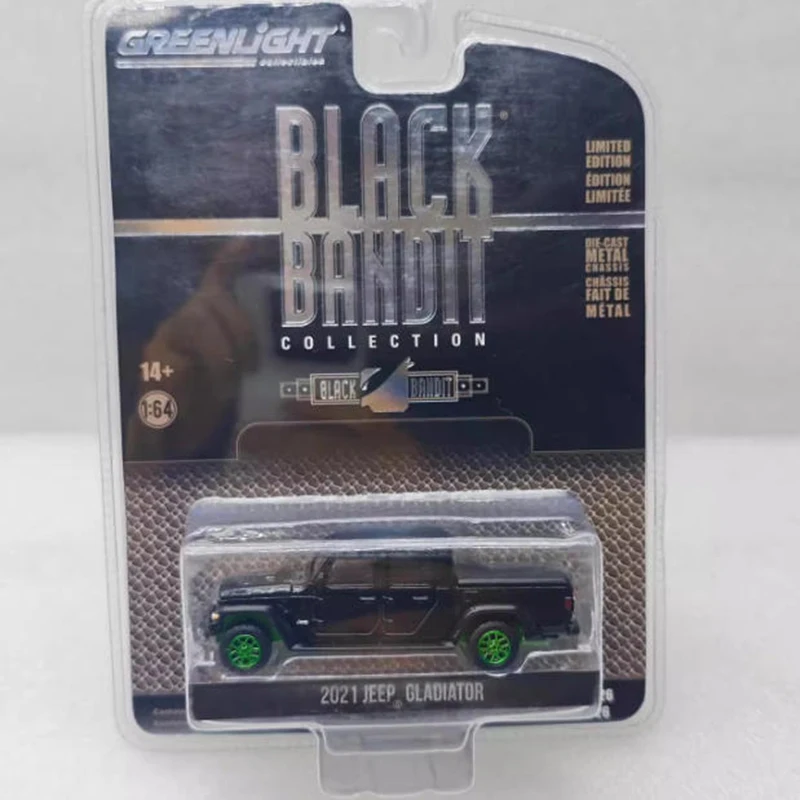 GREENLIGHT
collectibles
BLACK
BANDIT
COLLECTION
BLACK BANDIT
LIMITED
EDITION
ÉDITION
LIMITÉE
DIE-CAST
METAL
CHASSIS
CHÂSSIS
FAIT DE
MÉTAL
14+
1:64
Jeep
2021 JEEP GLADIATOR